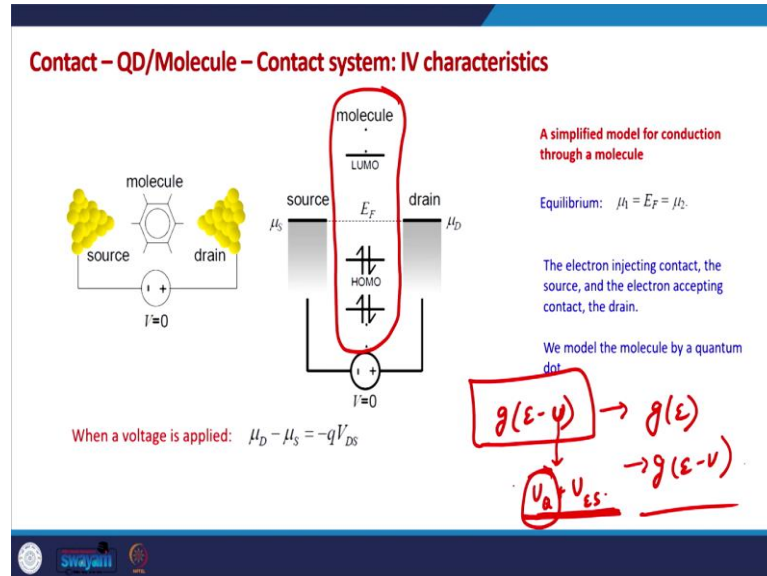 Contact – QD/Molecule – Contact system: IV characteristics
molecule
LUMO
source
E_F
drain
μ_S
μ_D
HOMO
V=0
molecule
source
drain
V=0
When a voltage is applied: μ_D − μ_S = −qV_DS
A simplified model for conduction
through a molecule
Equilibrium: μ_1 = E_F = μ_2.
The electron injecting contact, the
source, and the electron accepting
contact, the drain.
We model the molecule by a quantum
dot
g(ε-φ) → g(ε)
→ g(ε-U)
U_Q + U_ES.
swayam